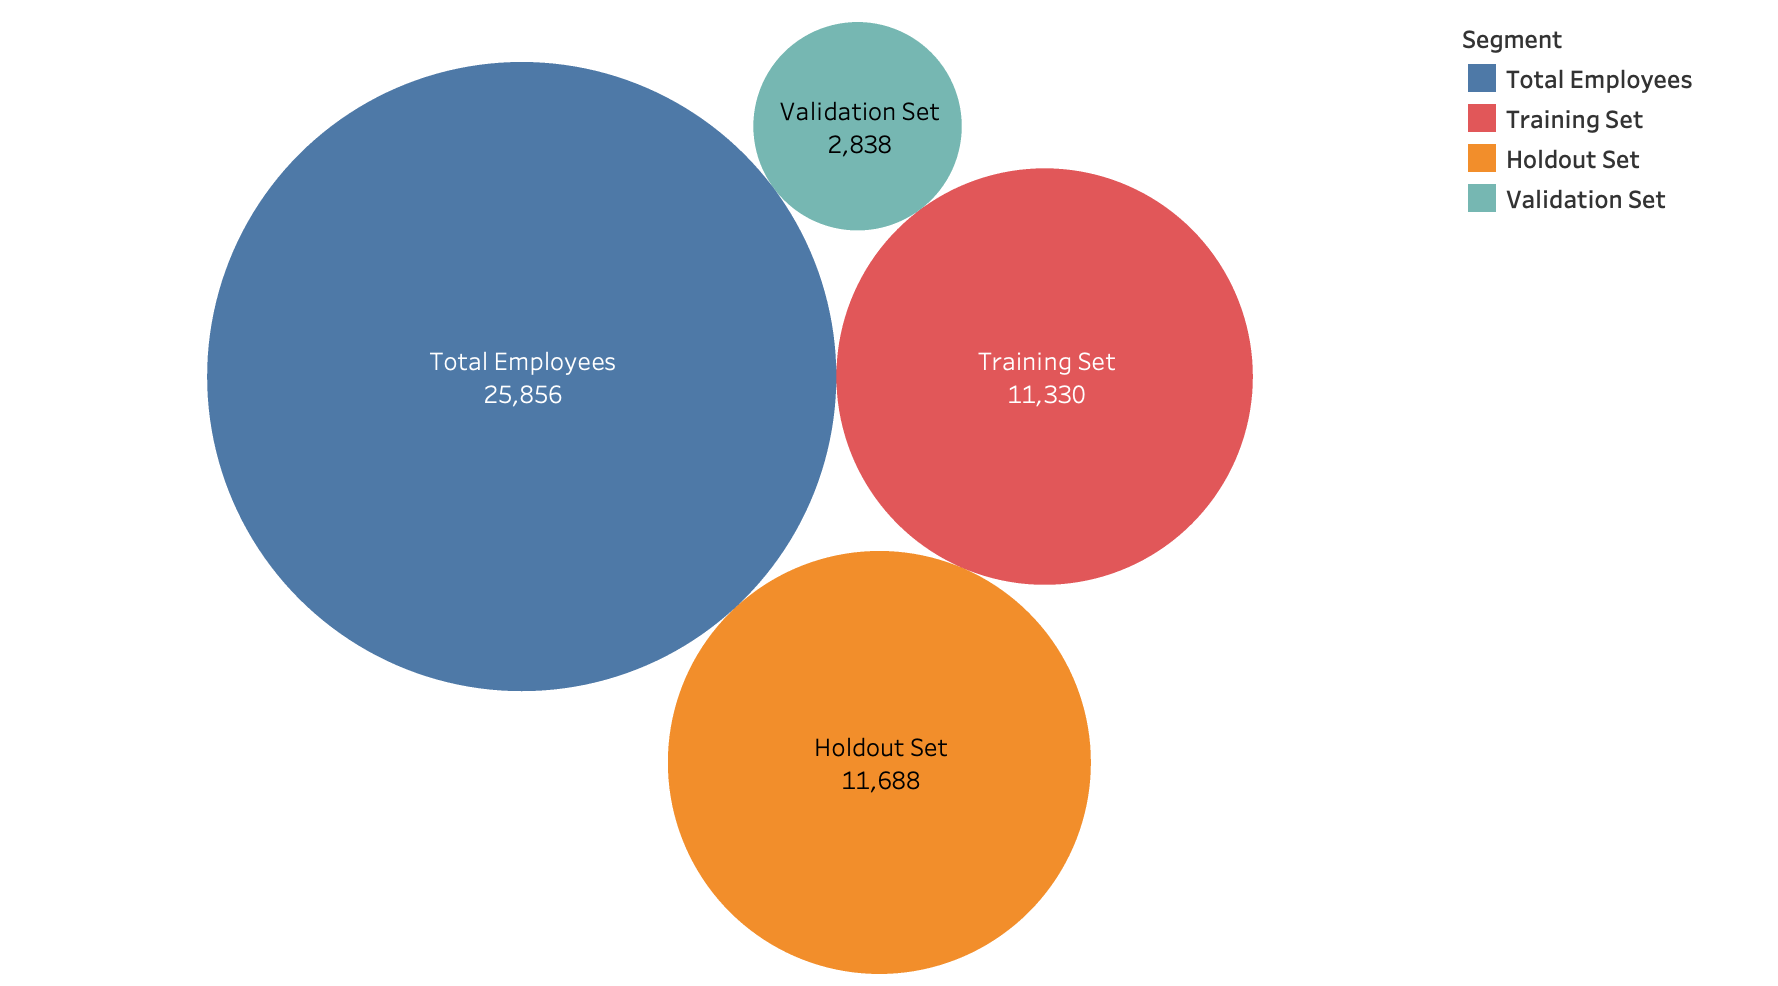 Validation Set
2,838
Total Employees
25,856
Training Set
11,330
Holdout Set
11,688
Segment
Total Employees
Training Set
Holdout Set
Validation Set